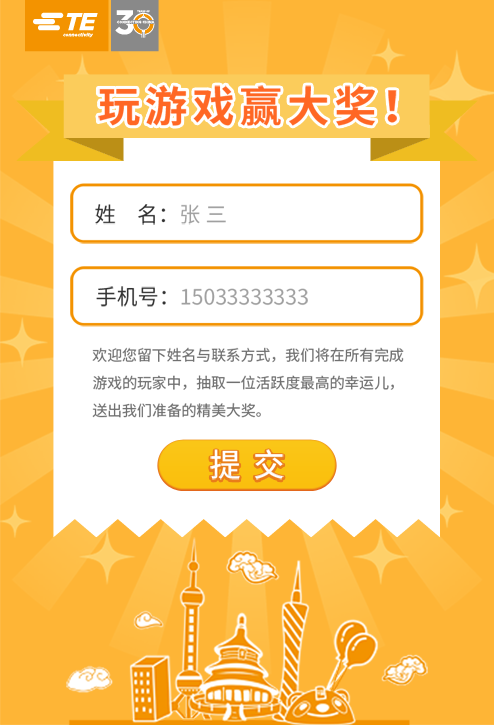 TE
connectivity
30
玩游戏赢大奖！
姓 名：张 三
手机号：15033333333
欢迎您留下姓名与联系方式，我们将在所有完成
游戏的玩家中，抽取一位活跃度最高的幸运儿，
送出我们准备的精美大奖。
提 交